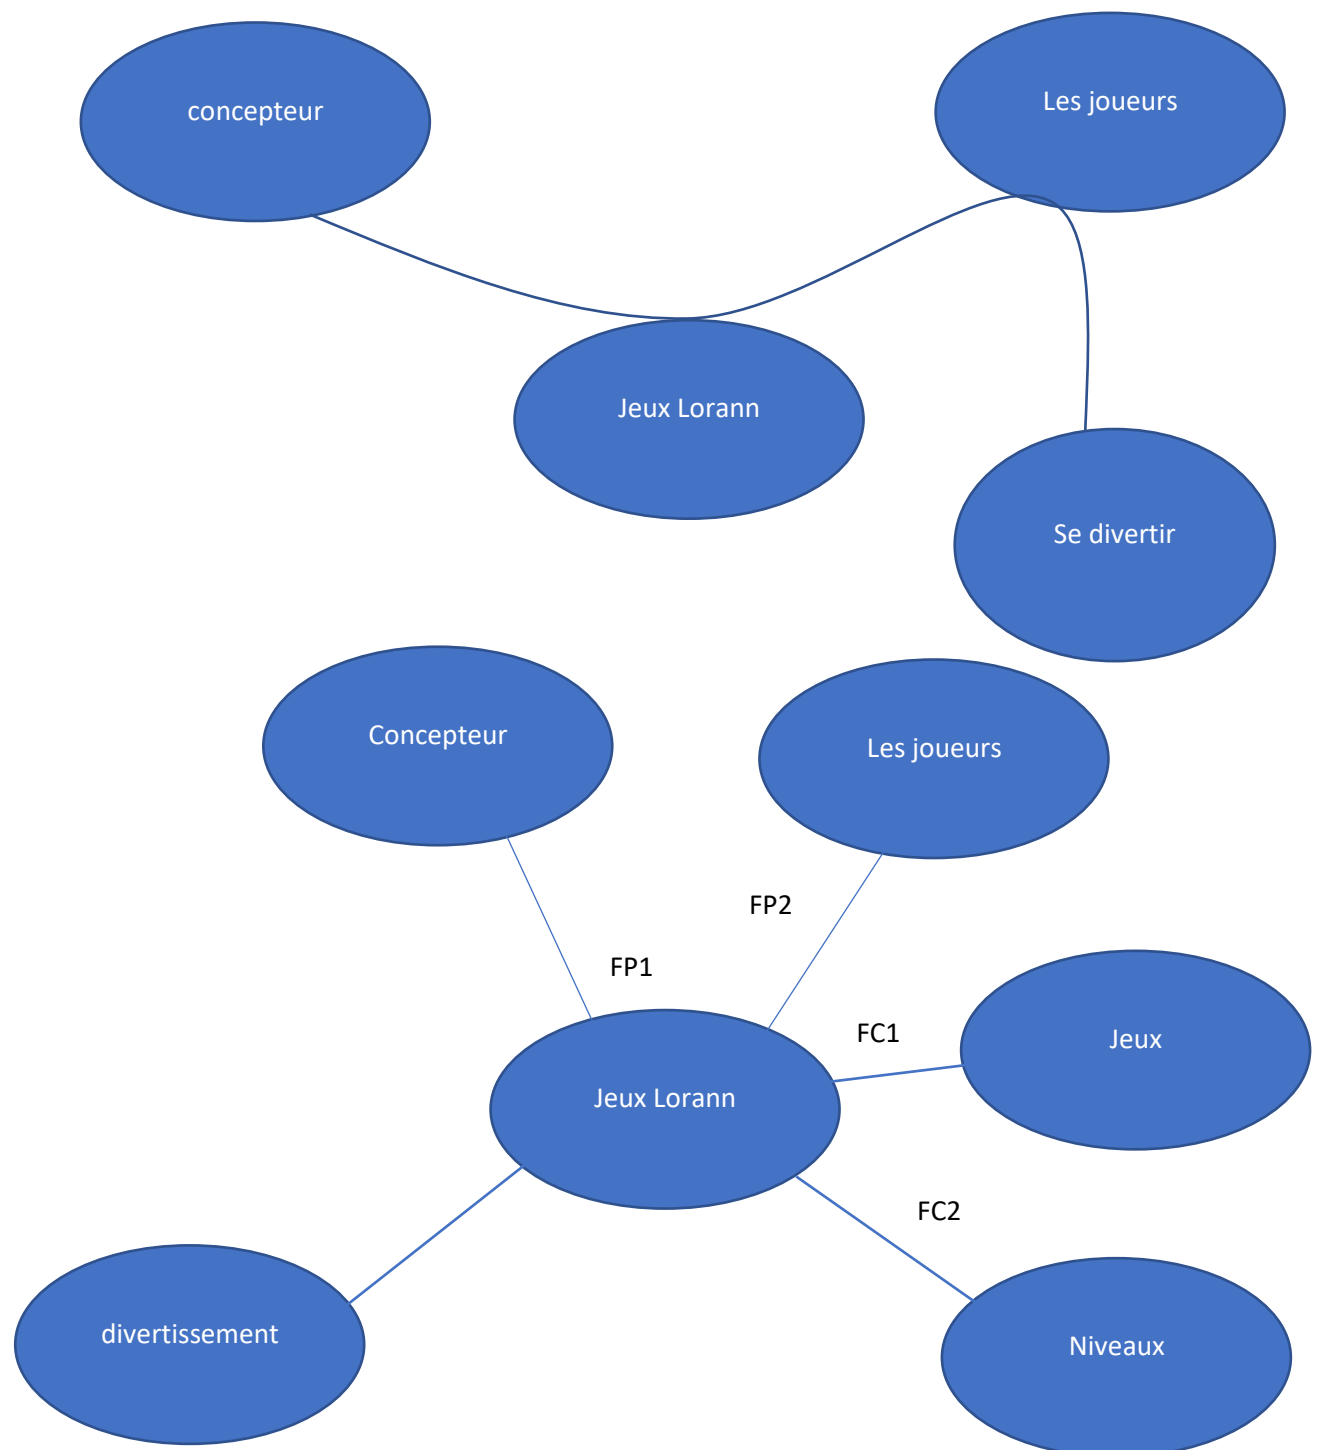 concepteur
Les joueurs
Jeux Lorann
Se divertir
Concepteur
Les joueurs
FP2
FP1
FC1
Jeux
Jeux Lorann
FC2
divertissement
Niveaux